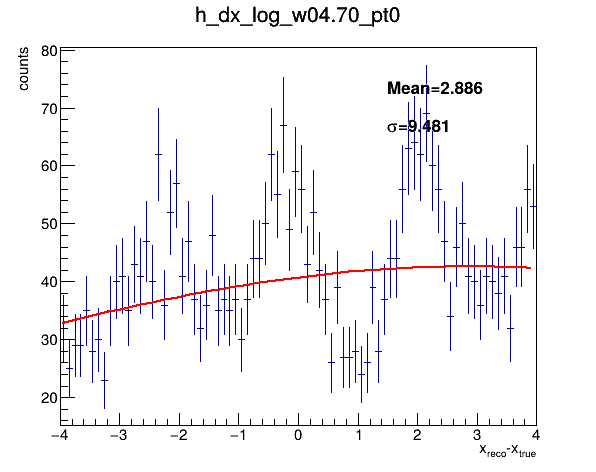 h_dx_log_w04.70_pt0
counts
Mean=2.886
σ=9.481
80
70
60
50
40
30
20
−4 −3 −2 −1 0 1 2 3 4
x_reco-x_true